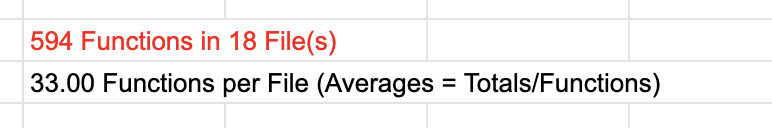 594 Functions in 18 File(s)
33.00 Functions per File (Averages = Totals/Functions)